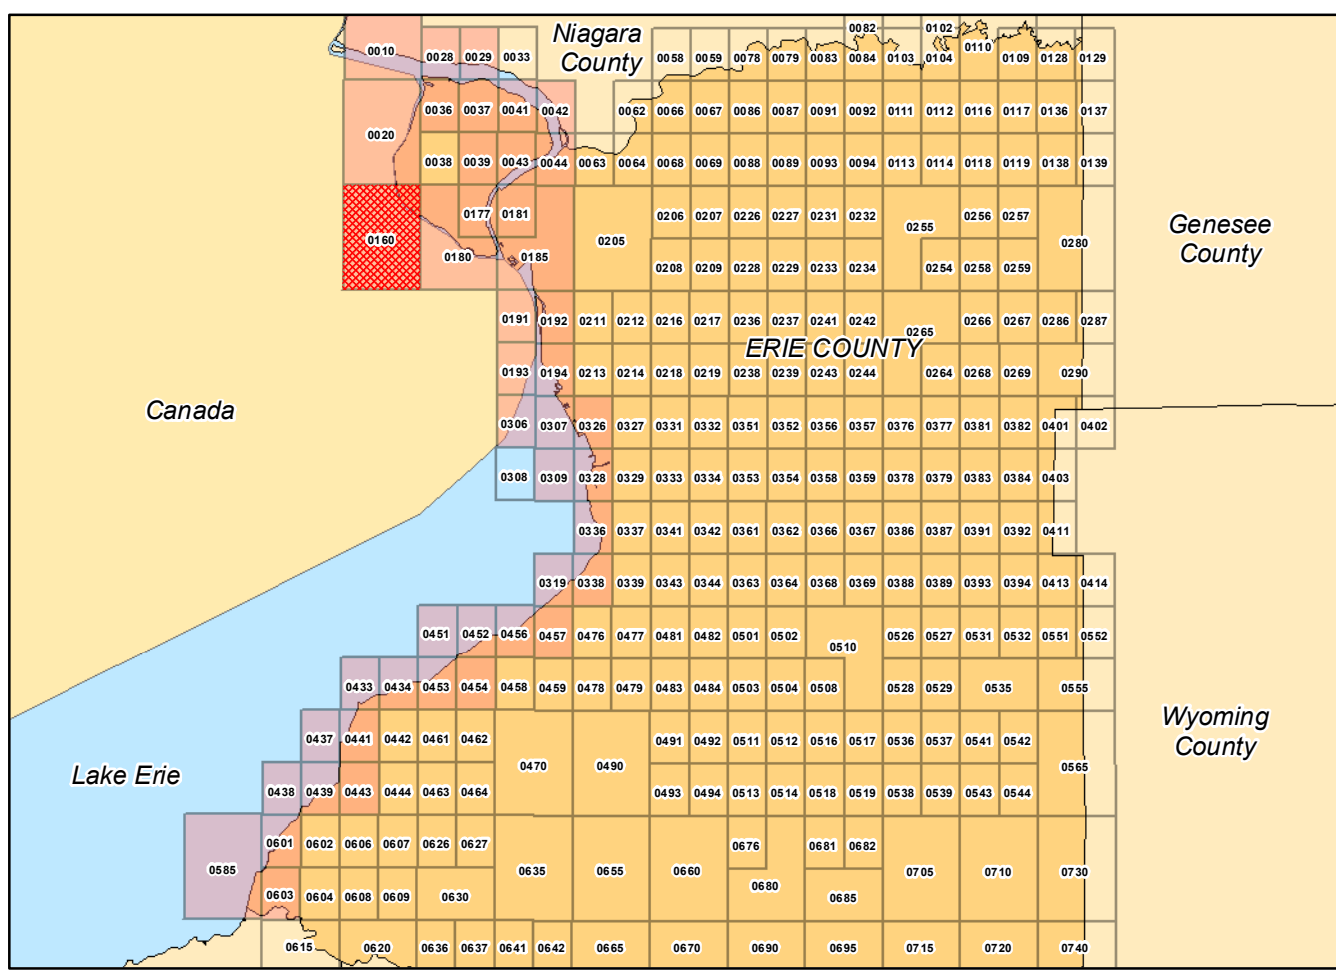 0082 0102
Niagara
County
0010 0028 0029 0033 0058 0059 0078 0079 0083 0084 0103 0104 0110 0109 0128 0129
0036 0037 0041 0042 0062 0066 0067 0086 0087 0091 0092 0111 0112 0116 0117 0136 0137
0020
0038 0039 0043 0044 0063 0064 0068 0069 0088 0089 0093 0094 0113 0114 0118 0119 0138 0139
0177 0181 0206 0207 0226 0227 0231 0232 0255 0256 0257
Genesee
County
0160 0180 0185 0205 0280
0208 0209 0228 0229 0233 0234 0254 0258 0259
0191 0192 0211 0212 0216 0217 0236 0237 0241 0242 0265 0266 0267 0286 0287
ERIE COUNTY
0193 0194 0213 0214 0218 0219 0238 0239 0243 0244 0264 0268 0269 0290
Canada
0306 0307 0326 0327 0331 0332 0351 0352 0356 0357 0376 0377 0381 0382 0401 0402
0308 0309 0328 0329 0333 0334 0353 0354 0358 0359 0378 0379 0383 0384 0403
0336 0337 0341 0342 0361 0362 0366 0367 0386 0387 0391 0392 0411
0319 0338 0339 0343 0344 0363 0364 0368 0369 0388 0389 0393 0394 0413 0414
0451 0452 0456 0457 0476 0477 0481 0482 0501 0502 0510 0526 0527 0531 0532 0551 0552
0433 0434 0453 0454 0458 0459 0478 0479 0483 0484 0503 0504 0508 0528 0529 0535 0555
Wyoming
County
0437 0441 0442 0461 0462 0491 0492 0511 0512 0516 0517 0536 0537 0541 0542
0470 0490 0565
Lake Erie
0438 0439 0443 0444 0463 0464 0493 0494 0513 0514 0518 0519 0538 0539 0543 0544
0601 0602 0606 0607 0626 0627 0676 0681 0682
0585 0635 0655 0660 0680 0705 0710 0730
0603 0604 0608 0609 0630 0685
0615 0620 0636 0637 0641 0642 0665 0670 0690 0695 0715 0720 0740